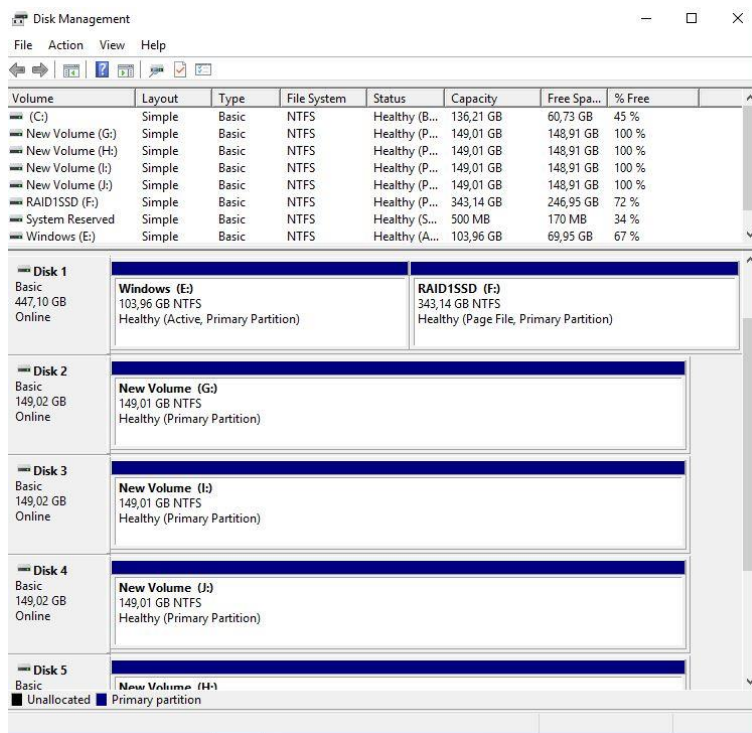 Disk Management
File Action View Help
Volume Layout Type File System Status Capacity Free Spa... % Free
(C:) Simple Basic NTFS Healthy (B... 136,21 GB 60,73 GB 45 %
New Volume (G:) Simple Basic NTFS Healthy (P... 149,01 GB 148,91 GB 100 %
New Volume (H:) Simple Basic NTFS Healthy (P... 149,01 GB 148,91 GB 100 %
New Volume (I:) Simple Basic NTFS Healthy (P... 149,01 GB 148,91 GB 100 %
New Volume (J:) Simple Basic NTFS Healthy (P... 149,01 GB 148,91 GB 100 %
RAID1SSD (F:) Simple Basic NTFS Healthy (P... 343,14 GB 246,95 GB 72 %
System Reserved Simple Basic NTFS Healthy (S... 500 MB 170 MB 34 %
Windows (E:) Simple Basic NTFS Healthy (A... 103,96 GB 69,95 GB 67 %
Disk 1
Basic
447,10 GB
Online
Windows (E:)
103,96 GB NTFS
Healthy (Active, Primary Partition)
RAID1SSD (F:)
343,14 GB NTFS
Healthy (Page File, Primary Partition)
Disk 2
Basic
149,02 GB
Online
New Volume (G:)
149,01 GB NTFS
Healthy (Primary Partition)
Disk 3
Basic
149,02 GB
Online
New Volume (I:)
149,01 GB NTFS
Healthy (Primary Partition)
Disk 4
Basic
149,02 GB
Online
New Volume (J:)
149,01 GB NTFS
Healthy (Primary Partition)
Disk 5
Basic
New Volume (H:)
Unallocated Primary partition